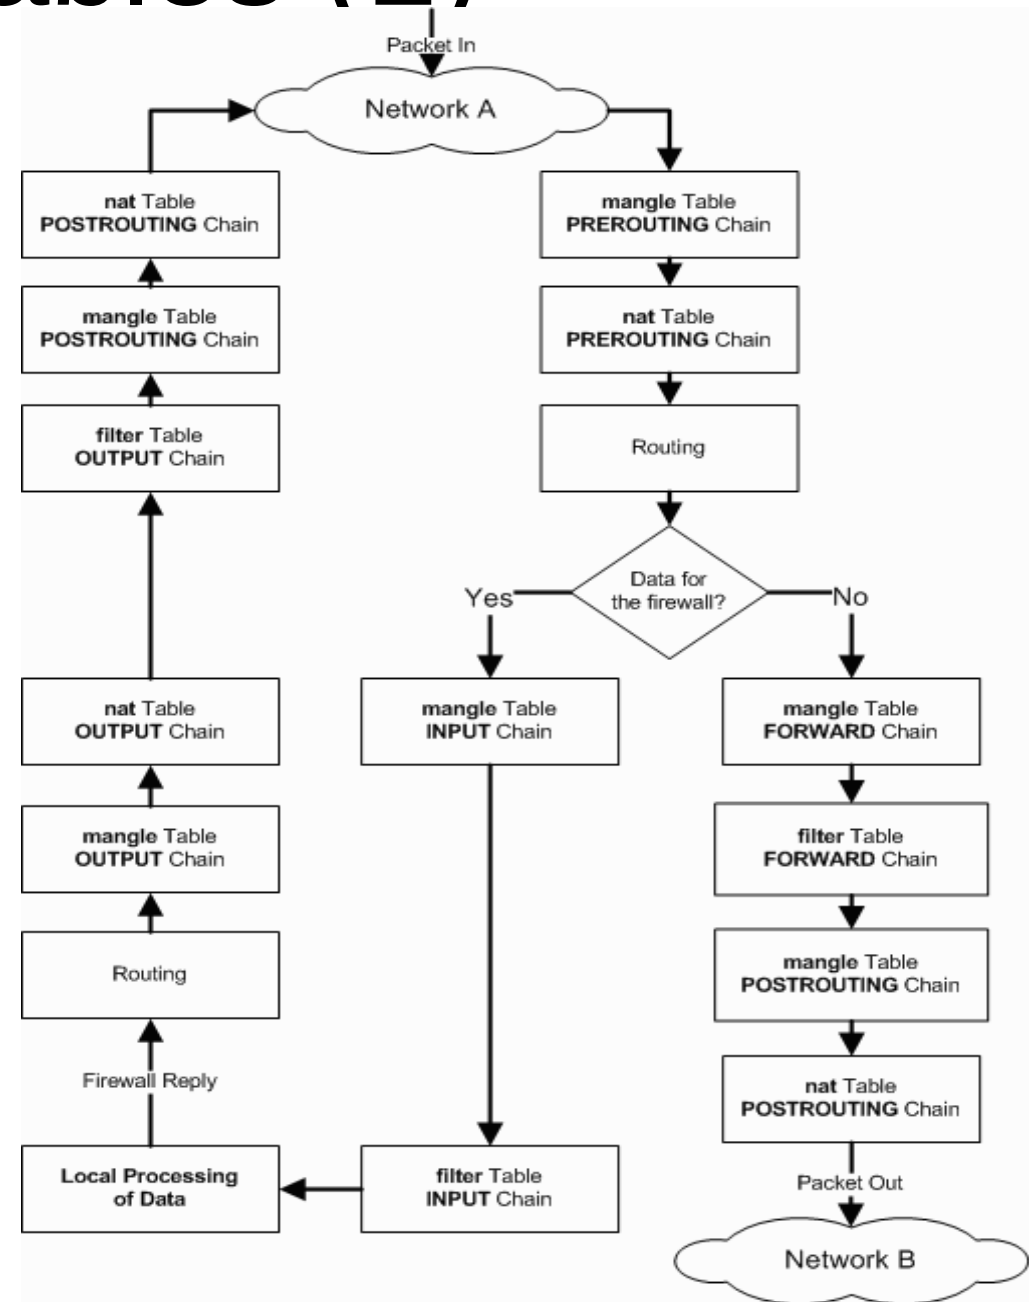 Packet In
Network A
nat Table
POSTROUTING Chain
mangle Table
PREROUTING Chain
mangle Table
POSTROUTING Chain
nat Table
PREROUTING Chain
filter Table
OUTPUT Chain
Routing
Data for
the firewall?
Yes
No
nat Table
OUTPUT Chain
mangle Table
INPUT Chain
mangle Table
FORWARD Chain
mangle Table
OUTPUT Chain
filter Table
FORWARD Chain
Routing
mangle Table
POSTROUTING Chain
Firewall Reply
nat Table
POSTROUTING Chain
Local Processing
of Data
filter Table
INPUT Chain
Packet Out
Network B